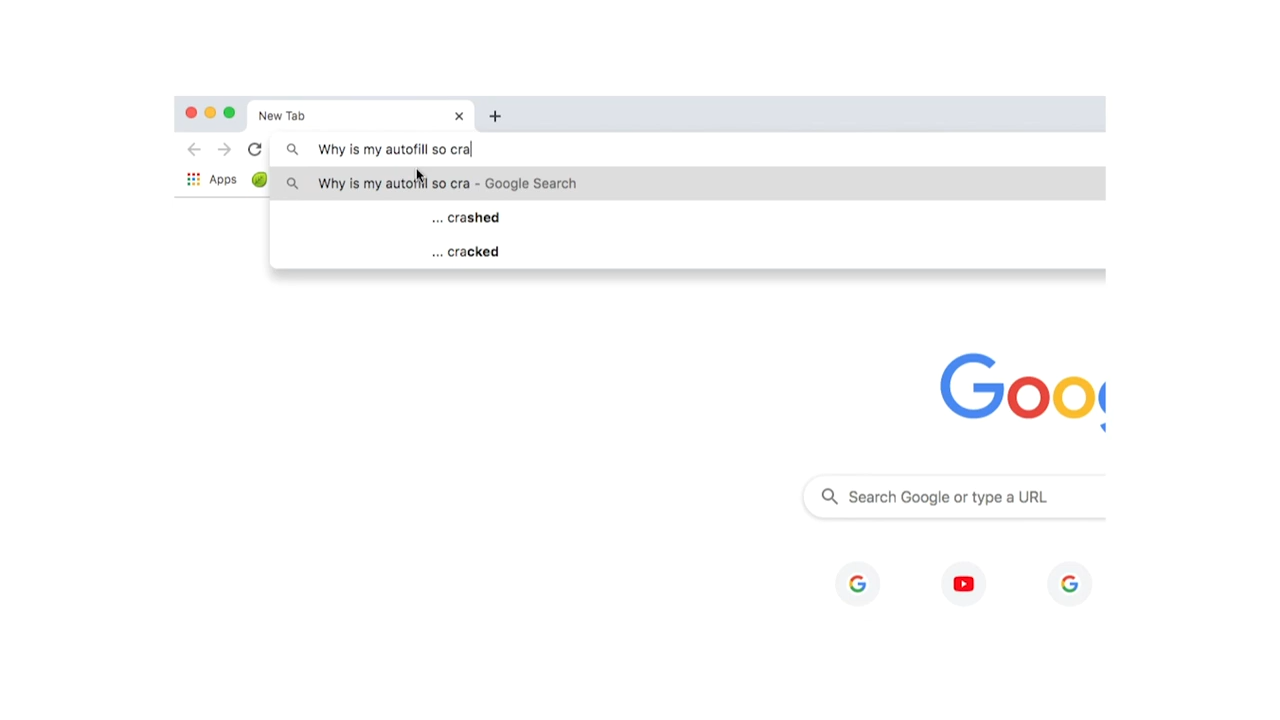 New Tab
Why is my autofill so cra
Apps
Why is my autofill so cra - Google Search
... crashed
... cracked
Goog
Search Google or type a URL